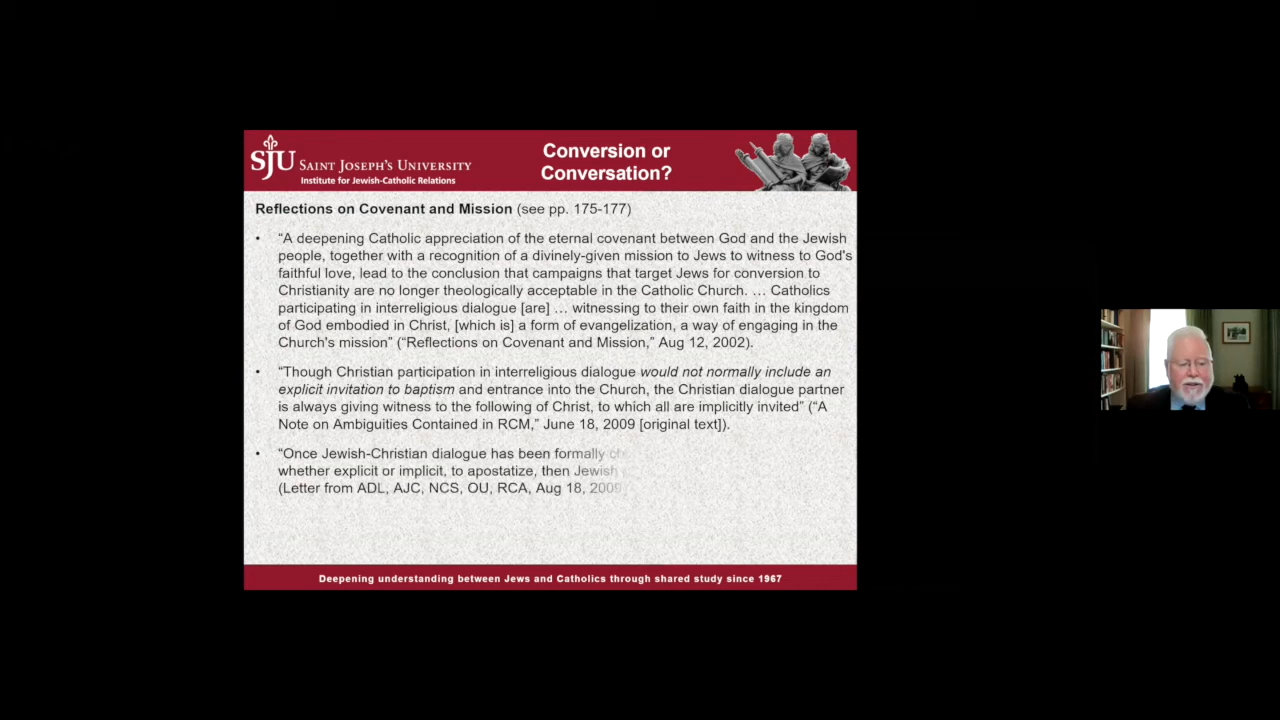 SJU SAINT JOSEPH'S UNIVERSITY
Institute for Jewish-Catholic Relations
Conversion or
Conversation?
Reflections on Covenant and Mission (see pp. 175-177)
• “A deepening Catholic appreciation of the eternal covenant between God and the Jewish
people, together with a recognition of a divinely-given mission to Jews to witness to God's
faithful love, lead to the conclusion that campaigns that target Jews for conversion to
Christianity are no longer theologically acceptable in the Catholic Church. … Catholics
participating in interreligious dialogue [are] … witnessing to their own faith in the kingdom
of God embodied in Christ, [which is] a form of evangelization, a way of engaging in the
Church's mission” (“Reflections on Covenant and Mission,” Aug 12, 2002).
• “Though Christian participation in interreligious dialogue would not normally include an
explicit invitation to baptism and entrance into the Church, the Christian dialogue partner
is always giving witness to the following of Christ, to which all are implicitly invited” (“A
Note on Ambiguities Contained in RCM,” June 18, 2009 [original text]).
• “Once Jewish-Christian dialogue has been formally
whether explicit or implicit, to apostatize, then Jewish
(Letter from ADL, AJC, NCS, OU, RCA, Aug 18, 2009
Deepening understanding between Jews and Catholics through shared study since 1967